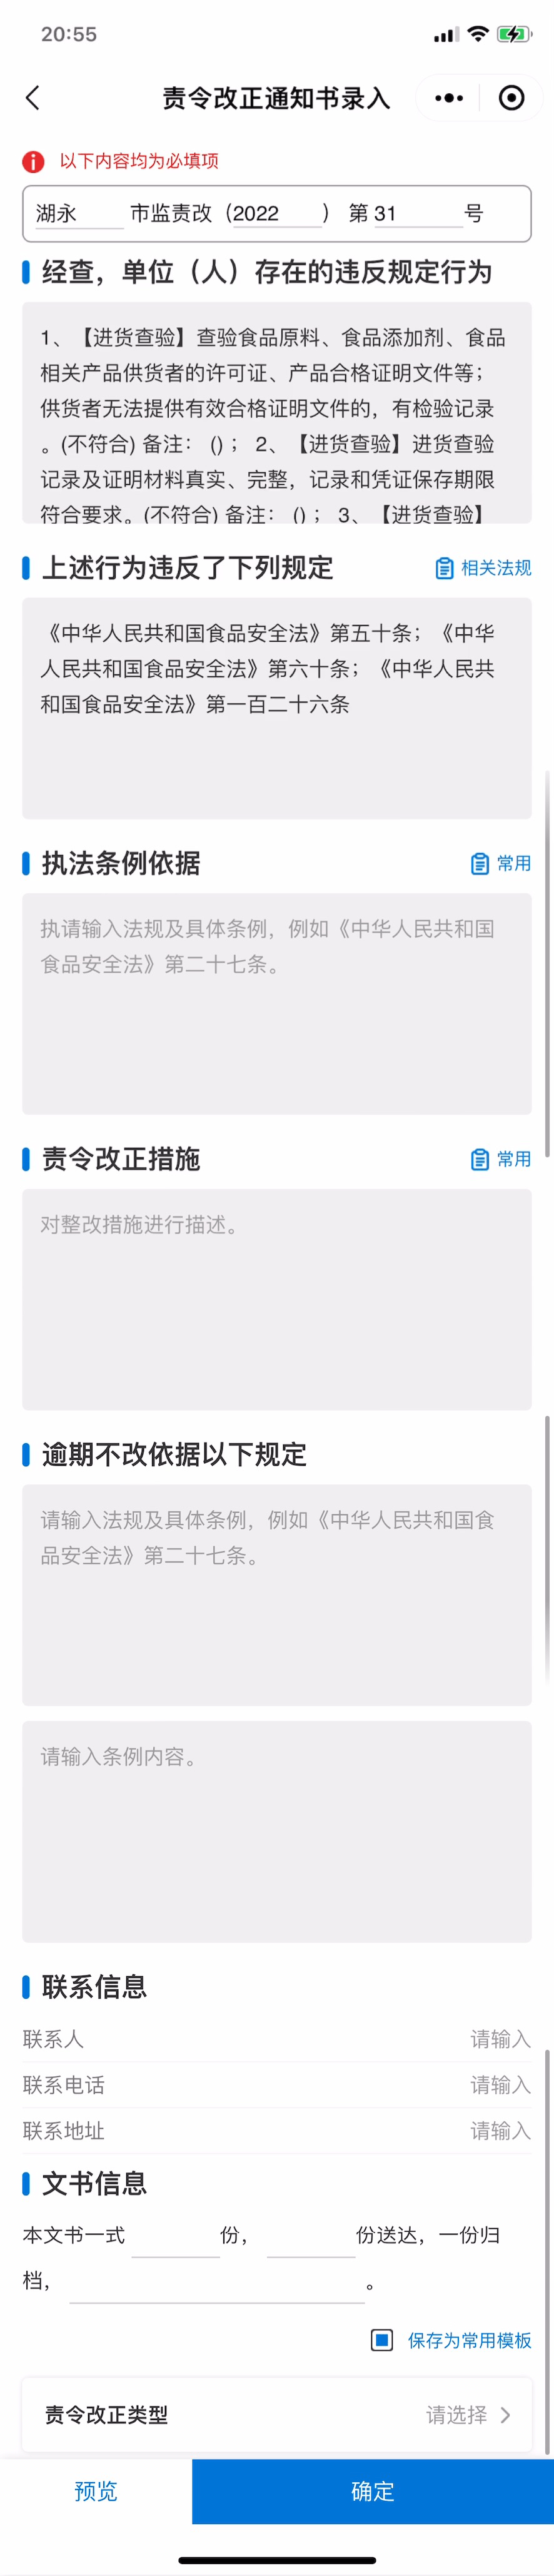 20:55
责令改正通知书录入
以下内容均为必填项
湖永 市监责改（2022 ） 第 31 号
经查，单位（人）存在的违反规定行为
1、【进货查验】查验食品原料、食品添加剂、食品
相关产品供货者的许可证、产品合格证明文件等；
供货者无法提供有效合格证明文件的，有检验记录
。(不符合) 备注： ()； 2、【进货查验】进货查验
记录及证明材料真实、完整，记录和凭证保存期限
符合要求。(不符合) 备注： ()； 3、【进货查验】
上述行为违反了下列规定 相关法规
《中华人民共和国食品安全法》第五十条；《中华
人民共和国食品安全法》第六十条；《中华人民共
和国食品安全法》第一百二十六条
执法条例依据 常用
执请输入法规及具体条例，例如《中华人民共和国
食品安全法》第二十七条。
责令改正措施 常用
对整改措施进行描述。
逾期不改依据以下规定
请输入法规及具体条例，例如《中华人民共和国食
品安全法》第二十七条。
请输入条例内容。
联系信息
联系人 请输入
联系电话 请输入
联系地址 请输入
文书信息
本文书一式 份， 份送达，一份归
档， 。
保存为常用模板
责令改正类型 请选择
预览 确定